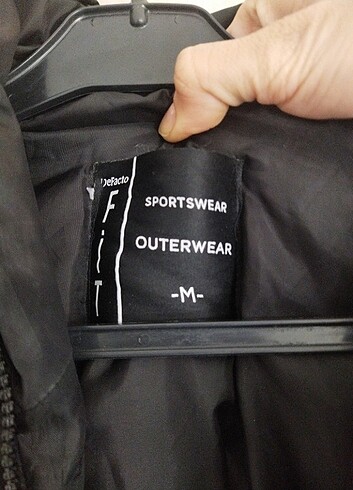 DeFacto
FiT
SPORTSWEAR
OUTERWEAR
-M-